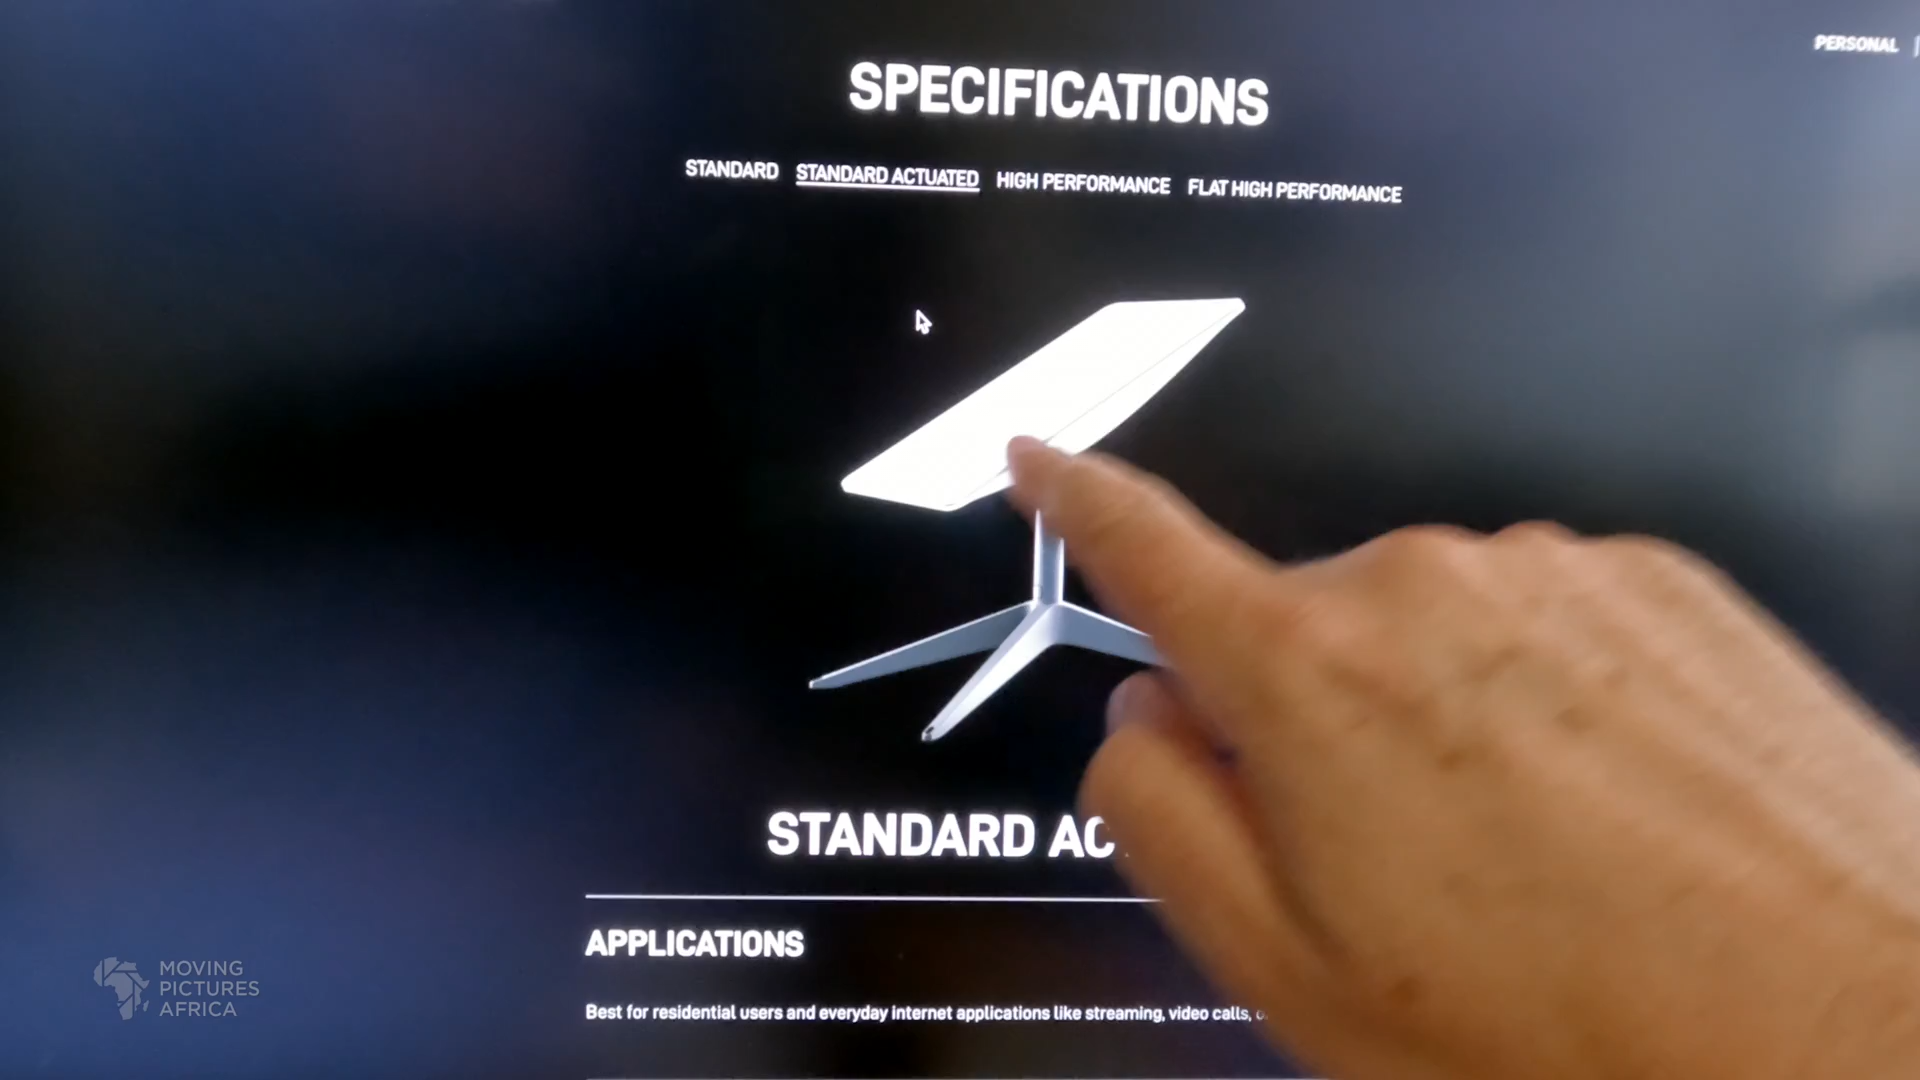 PERSONAL
SPECIFICATIONS
STANDARD STANDARD ACTUATED HIGH PERFORMANCE FLAT HIGH PERFORMANCE
STANDARD
APPLICATIONS
Best for residential users and everyday internet applications like streaming, video calls,
MOVING
PICTURES
AFRICA